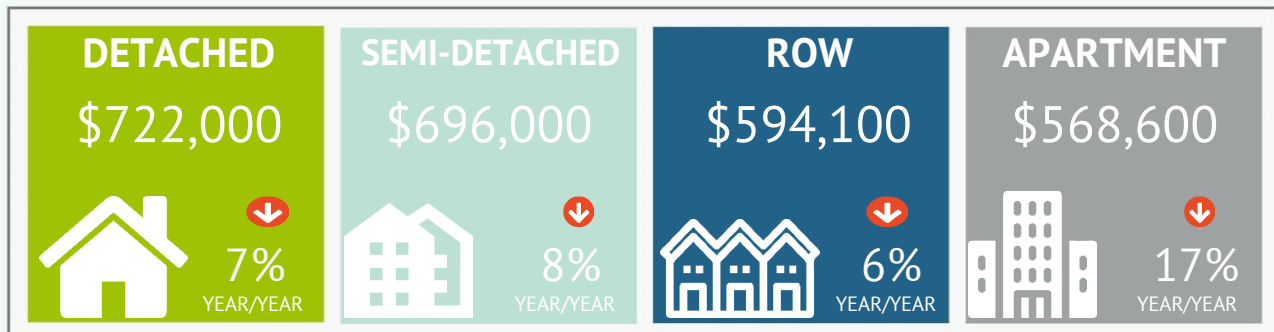 DETACHED
$722,000
7%
YEAR/YEAR
SEMI-DETACHED
$696,000
8%
YEAR/YEAR
ROW
$594,100
6%
YEAR/YEAR
APARTMENT
$568,600
17%
YEAR/YEAR